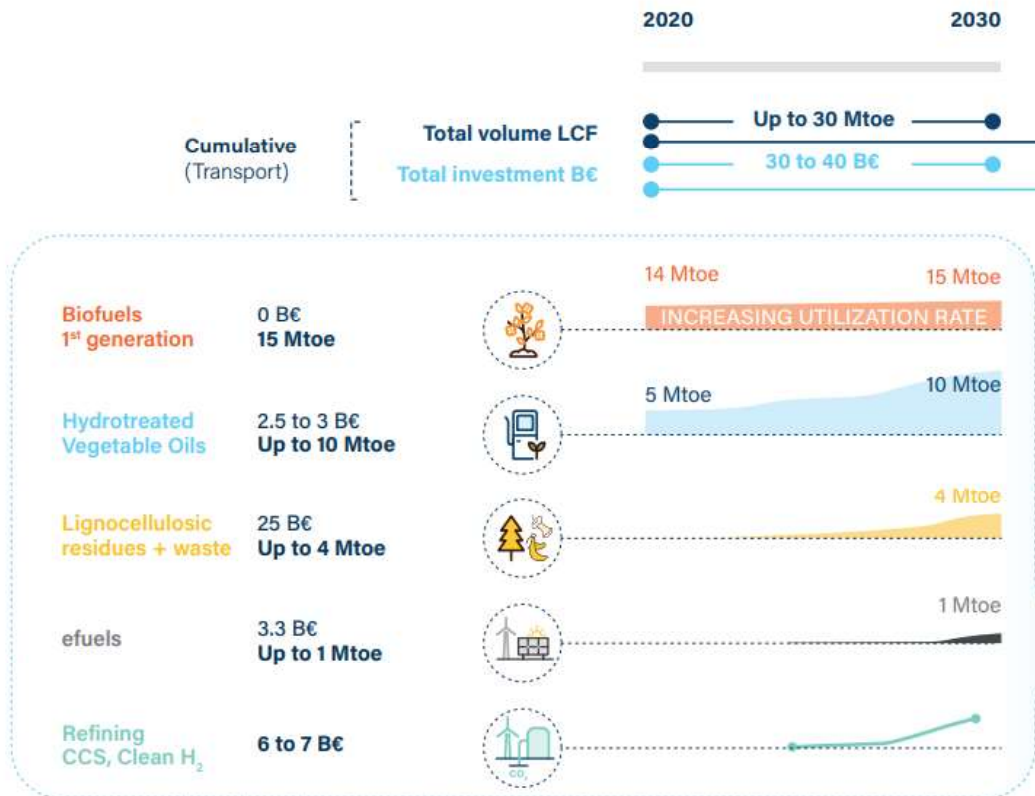 2020 2030
Total volume LCF Up to 30 Mtoe
Cumulative
(Transport)
Total investment B€ 30 to 40 B€
14 Mtoe 15 Mtoe
Biofuels 0 B€
1st generation 15 Mtoe
INCREASING UTILIZATION RATE
5 Mtoe 10 Mtoe
Hydrotreated 2.5 to 3 B€
Vegetable Oils Up to 10 Mtoe
4 Mtoe
Lignocellulosic 25 B€
residues + waste Up to 4 Mtoe
1 Mtoe
efuels 3.3 B€
Up to 1 Mtoe
Refining
CCS, Clean H₂ 6 to 7 B€
CO₂